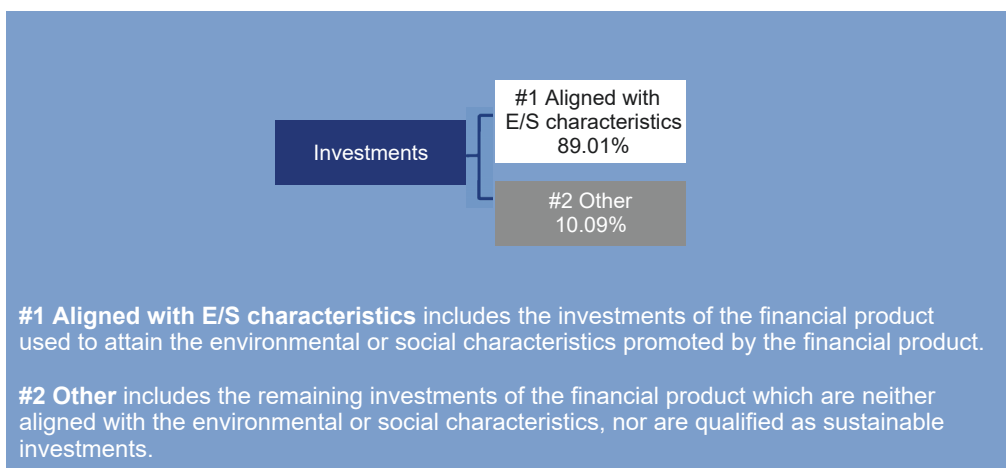 #1 Aligned with
E/S characteristics
89.01%
Investments
#2 Other
10.09%
#1 Aligned with E/S characteristics includes the investments of the financial product
used to attain the environmental or social characteristics promoted by the financial product.
#2 Other includes the remaining investments of the financial product which are neither
aligned with the environmental or social characteristics, nor are qualified as sustainable
investments.